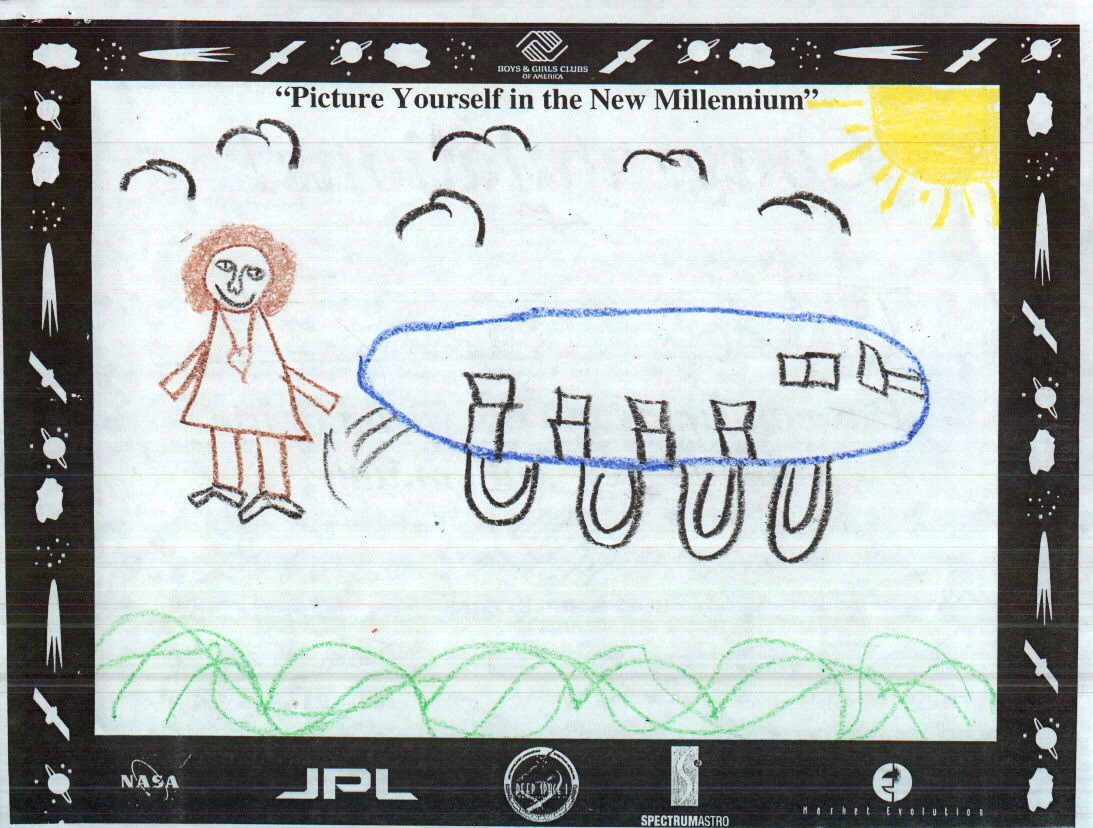 BOYS & GIRLS CLUBS
OF AMERICA
“Picture Yourself in the New Millennium”
NASA
JPL
DEEP SPACE 1
SPECTRUMASTRO
Market Evolution